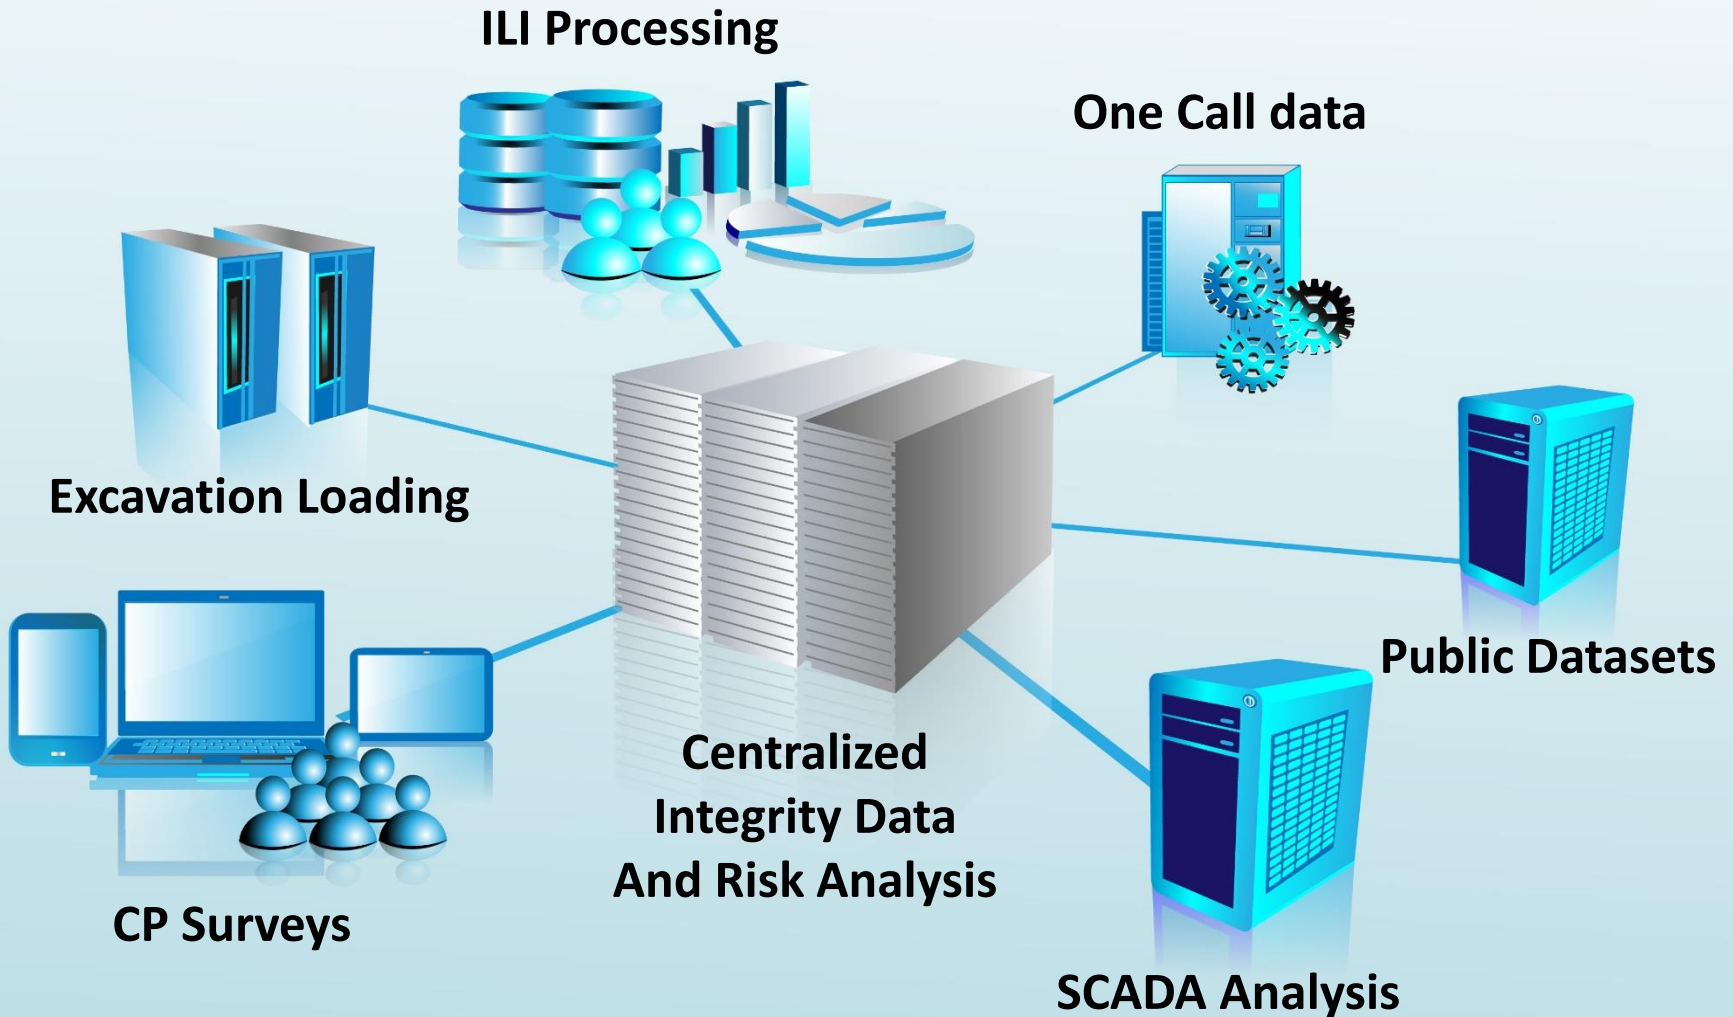 ILI Processing
One Call data
Excavation Loading
Public Datasets
Centralized
Integrity Data
And Risk Analysis
CP Surveys
SCADA Analysis